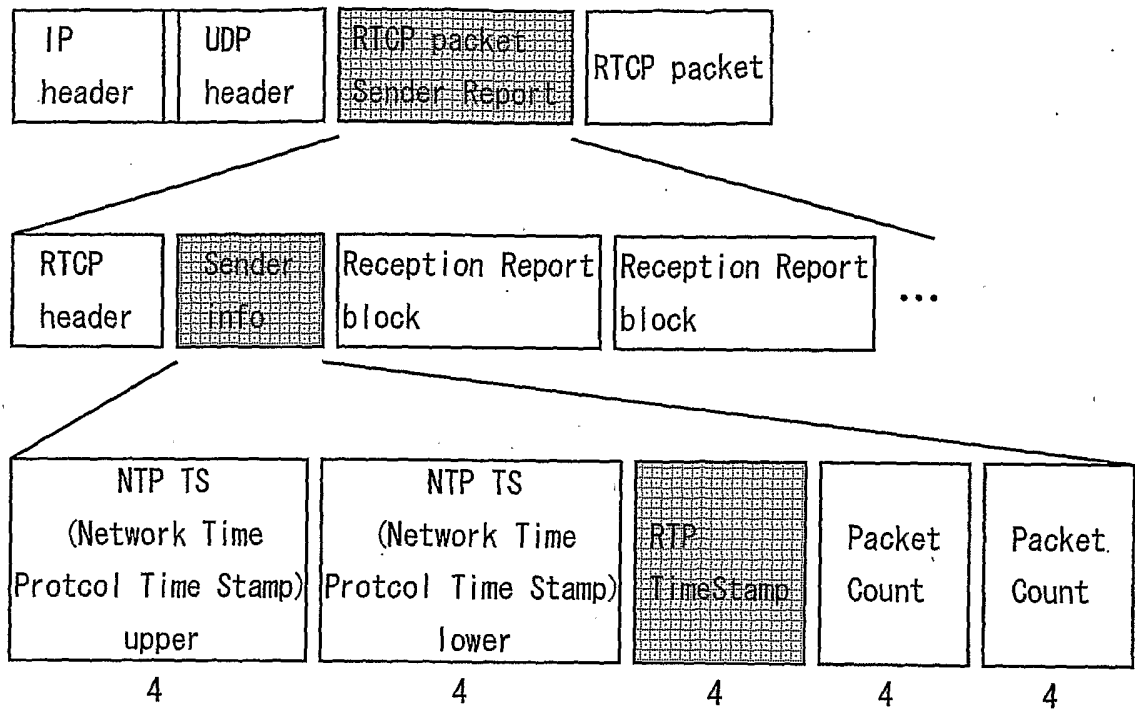 IP header
UDP header
RTCP packet Sender Report
RTCP packet
RTCP header
Sender info
Reception Report block
Reception Report block
...
NTP TS
(Network Time
Protcol Time Stamp)
upper
NTP TS
(Network Time
Protcol Time Stamp)
lower
RTP
TimeStamp
Packet
Count
Packet
Count
4 4 4 4 4